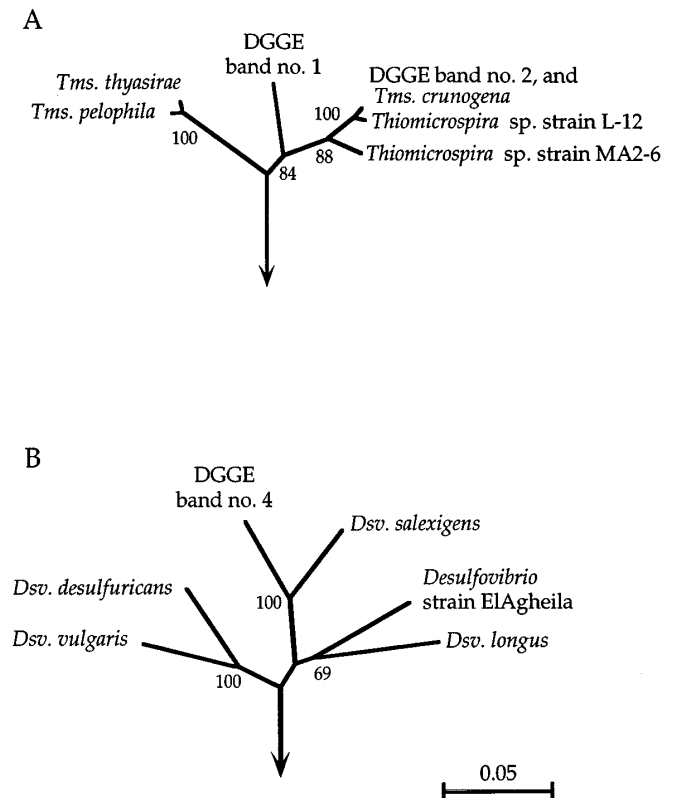 A
DGGE
band no. 1
Tms. thyasirae
Tms. pelophila
100
DGGE band no. 2, and
Tms. crunogena
100
Thiomicrospira sp. strain L-12
88
Thiomicrospira sp. strain MA2-6
84
B
DGGE
band no. 4
Dsv. salexigens
Dsv. desulfuricans
Desulfovibrio
strain ElAgheila
100
Dsv. vulgaris
Dsv. longus
100
69
0.05